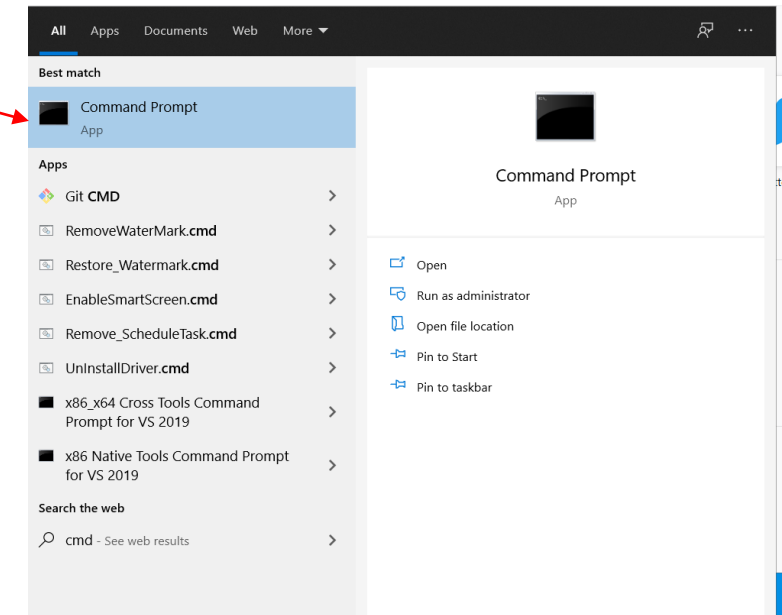 All Apps Documents Web More
Best match
Command Prompt
App
Apps
Git CMD
RemoveWaterMark.cmd
Restore_Watermark.cmd
EnableSmartScreen.cmd
Remove_ScheduleTask.cmd
UnInstallDriver.cmd
x86_x64 Cross Tools Command
Prompt for VS 2019
x86 Native Tools Command Prompt
for VS 2019
Search the web
cmd - See web results
Command Prompt
App
Open
Run as administrator
Open file location
Pin to Start
Pin to taskbar